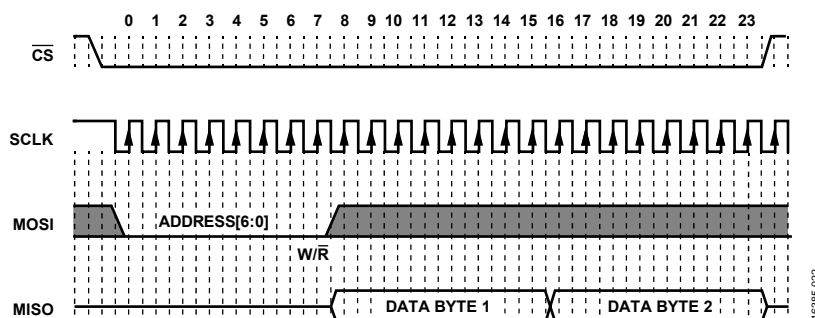 0 1 2 3 4 5 6 7 8 9 10 11 12 13 14 15 16 17 18 19 20 21 22 23
CS
SCLK
MOSI ADDRESS[6:0]
W/R
MISO DATA BYTE 1 DATA BYTE 2